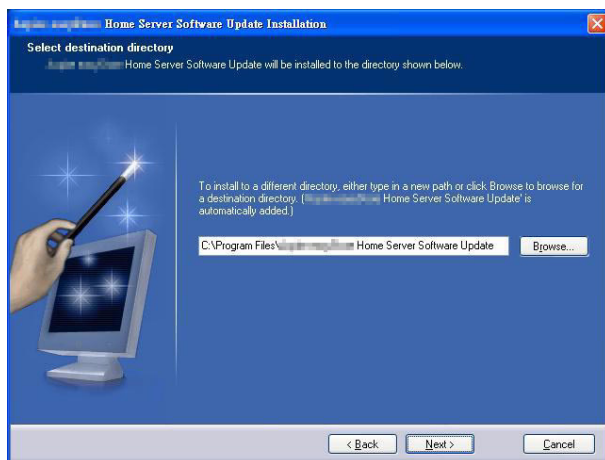 Home Server Software Update Installation
Select destination directory
Home Server Software Update will be installed to the directory shown below.
To install to a different directory, either type in a new path or click Browse to browse for
a destination directory. (
Home Server Software Update' is
automatically added.)
C:\Program Files\ Home Server Software Update
Browse...
< Back
Next >
Cancel